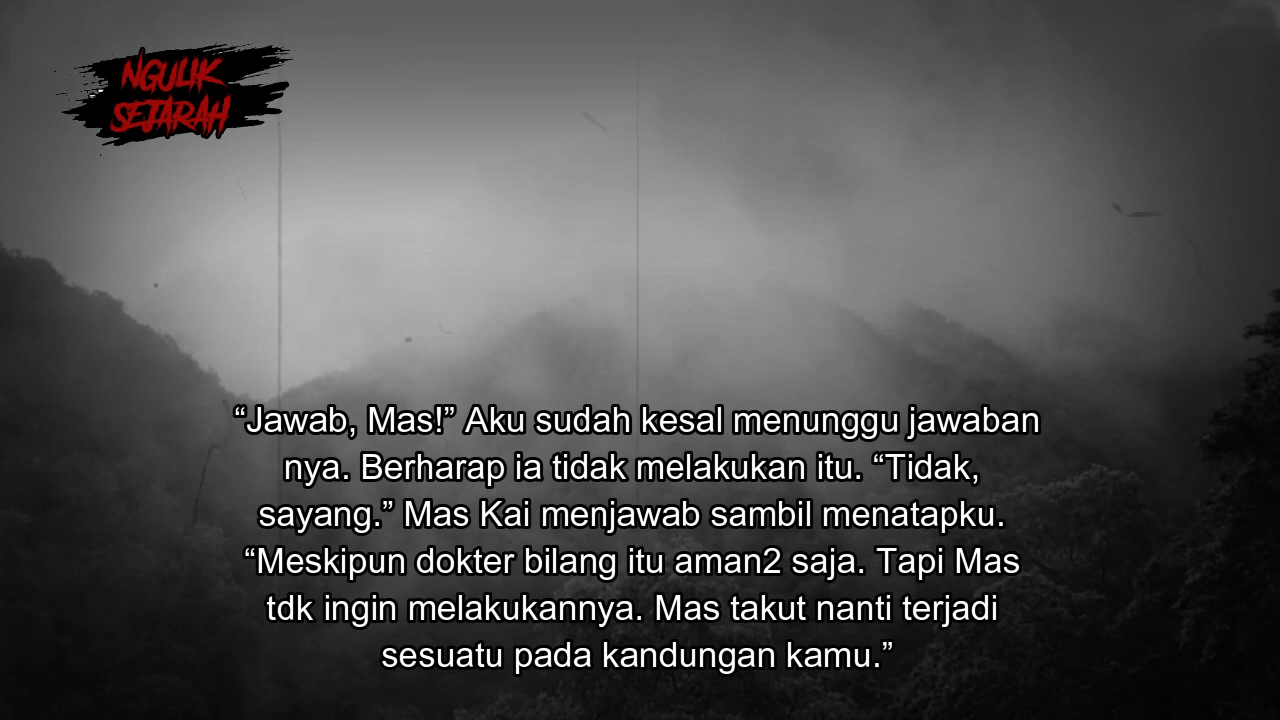 NGULIK
SEJARAH
“Jawab, Mas!” Aku sudah kesal menunggu jawaban
nya. Berharap ia tidak melakukan itu. “Tidak,
sayang.” Mas Kai menjawab sambil menatapku.
“Meskipun dokter bilang itu aman2 saja. Tapi Mas
tdk ingin melakukannya. Mas takut nanti terjadi
sesuatu pada kandungan kamu.”